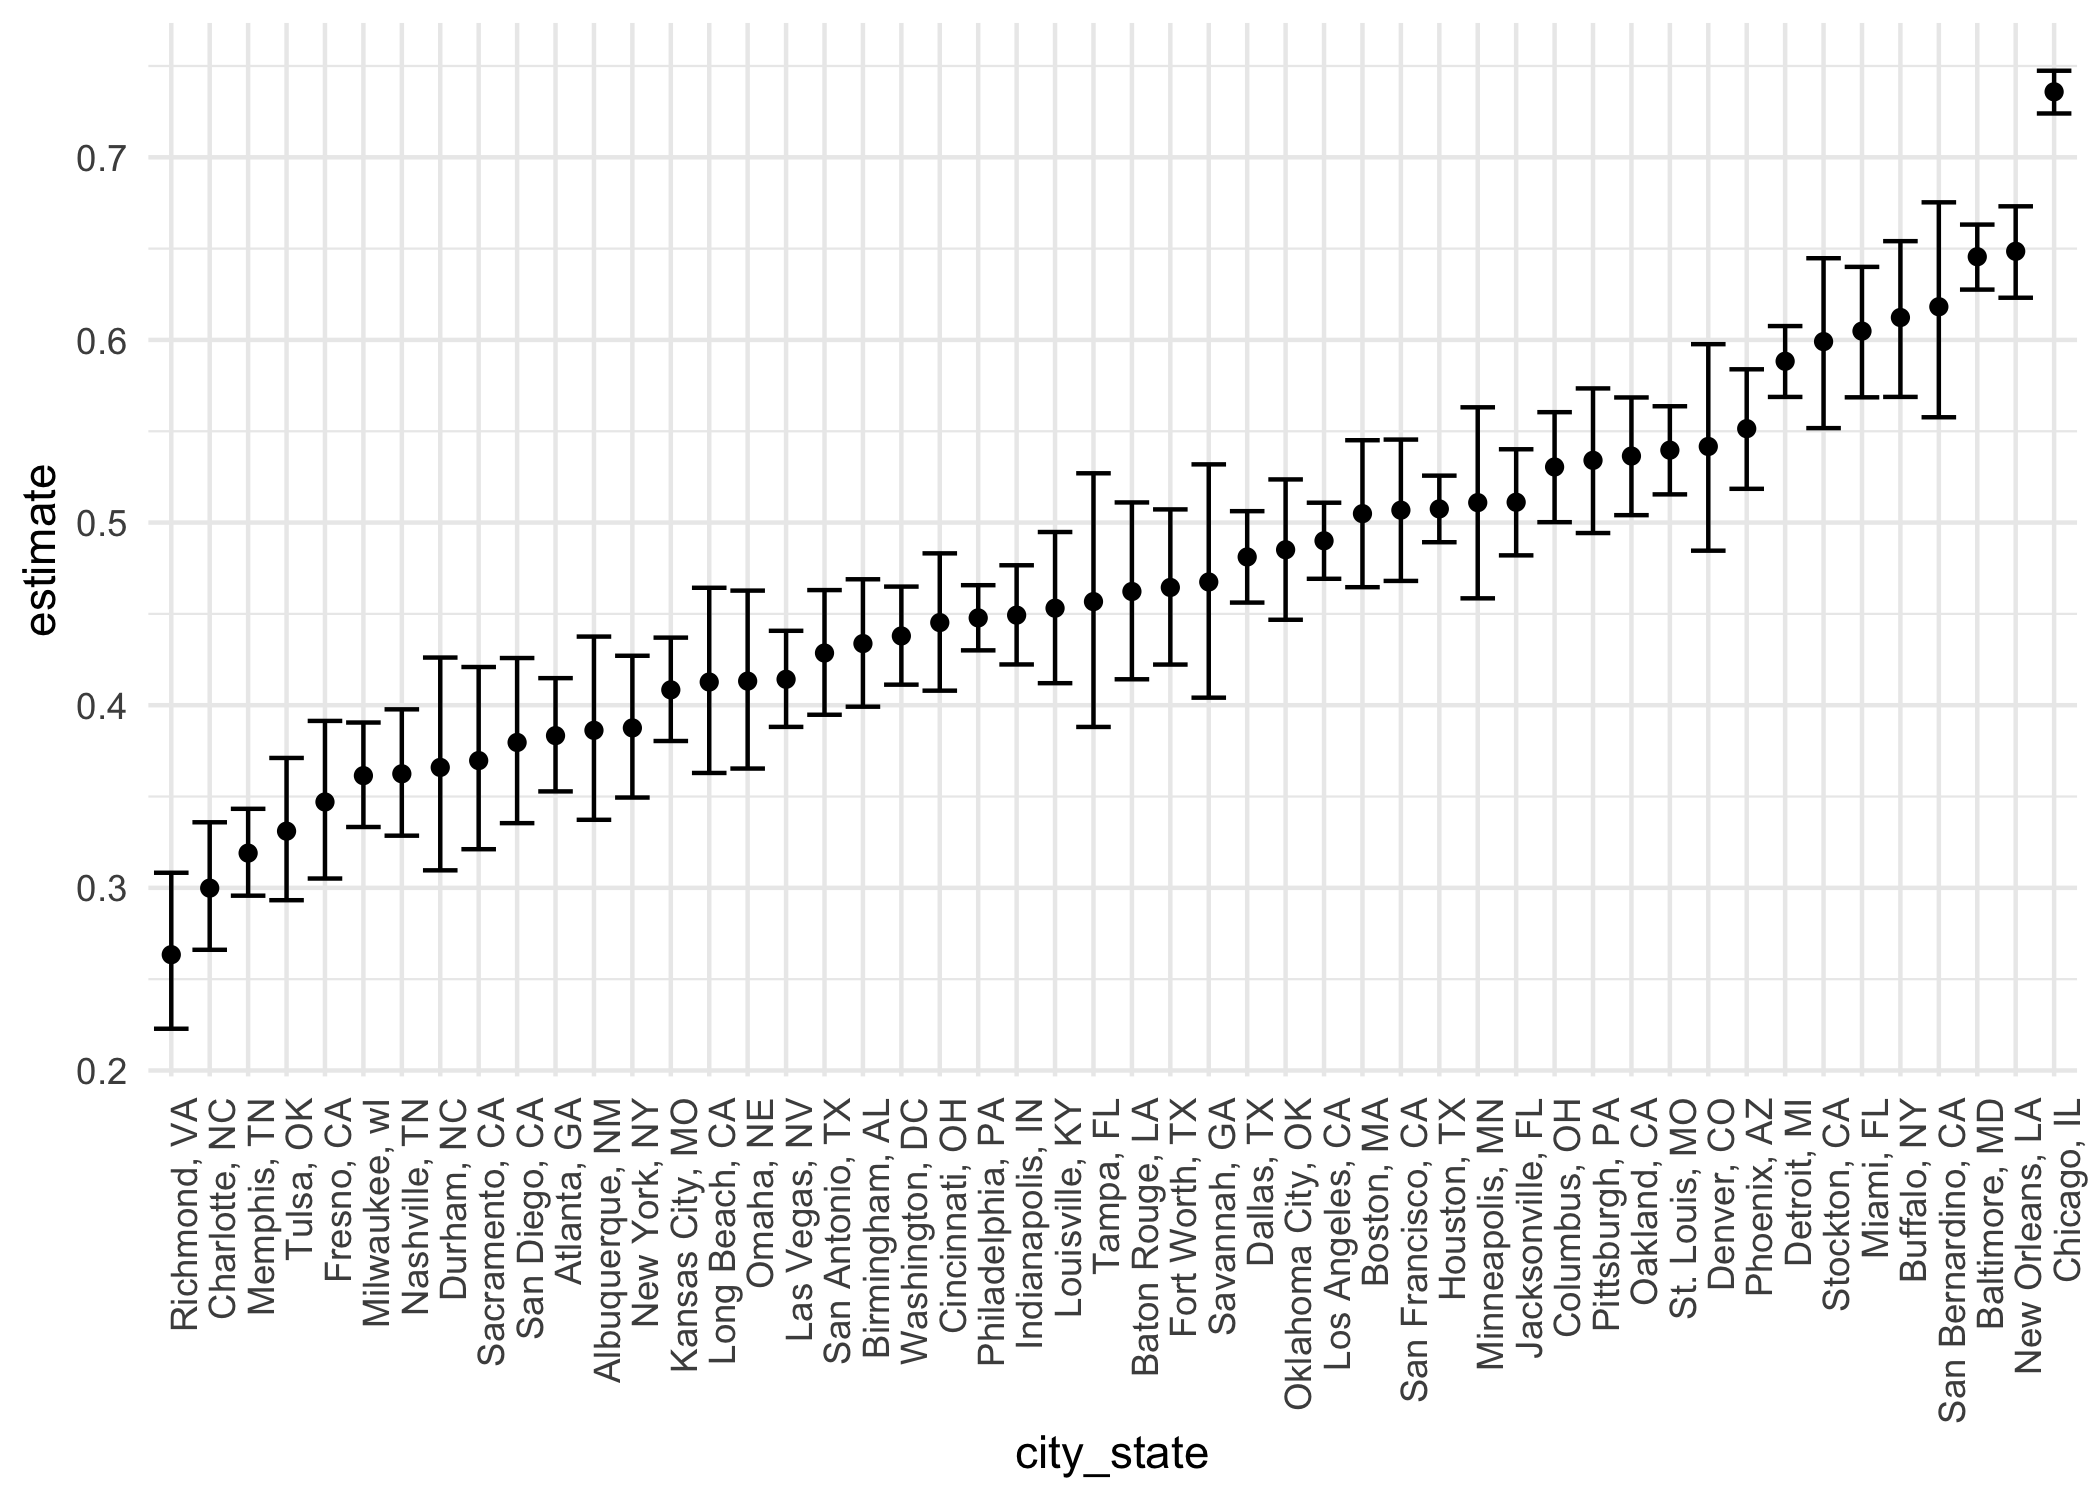 estimate
0.7
0.6
0.5
0.4
0.3
0.2
Richmond, VA
Charlotte, NC
Memphis, TN
Tulsa, OK
Fresno, CA
Milwaukee, wI
Nashville, TN
Durham, NC
Sacramento, CA
San Diego, CA
Atlanta, GA
Albuquerque, NM
New York, NY
Kansas City, MO
Long Beach, CA
Omaha, NE
Las Vegas, NV
San Antonio, TX
Birmingham, AL
Washington, DC
Cincinnati, OH
Philadelphia, PA
Indianapolis, IN
Louisville, KY
Tampa, FL
Baton Rouge, LA
Fort Worth, TX
Savannah, GA
Dallas, TX
Oklahoma City, OK
Los Angeles, CA
Boston, MA
San Francisco, CA
Houston, TX
Minneapolis, MN
Jacksonville, FL
Columbus, OH
Pittsburgh, PA
Oakland, CA
St. Louis, MO
Denver, CO
Phoenix, AZ
Detroit, MI
Stockton, CA
Miami, FL
Buffalo, NY
San Bernardino, CA
Baltimore, MD
New Orleans, LA
Chicago, IL
city_state